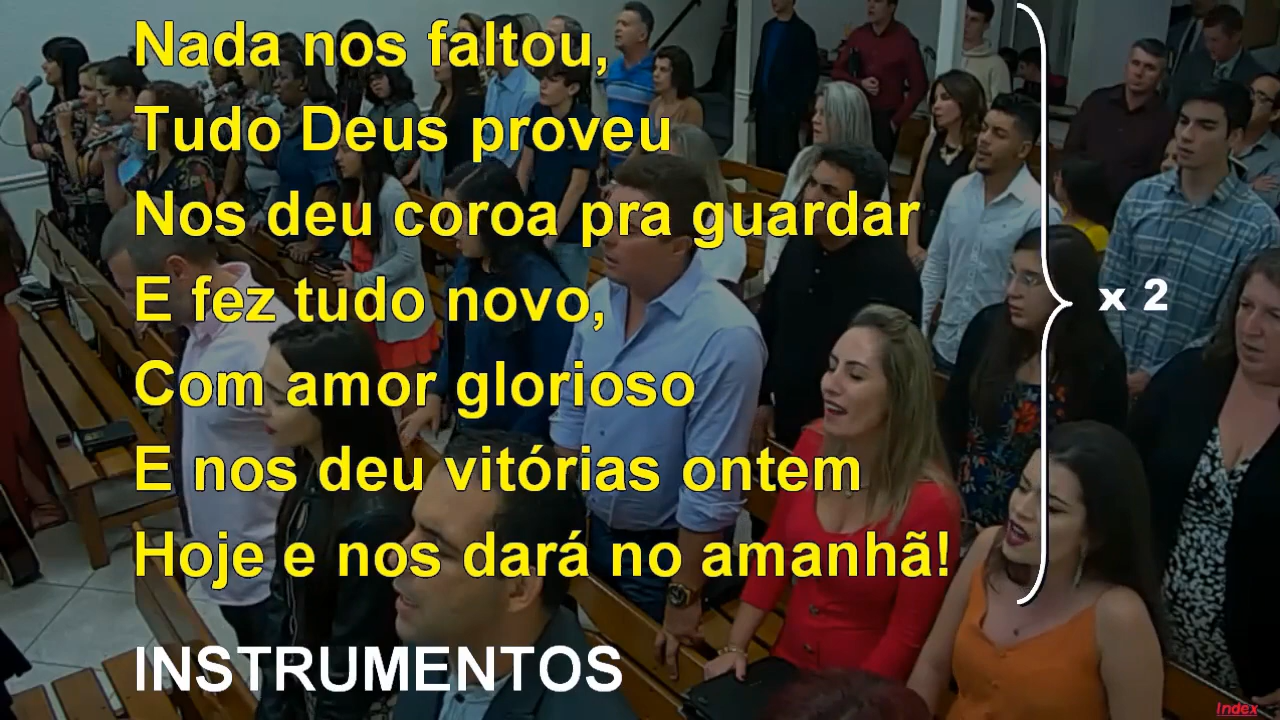 Nada nos faltou,
Tudo Deus proveu
Nos deu coroa pra guardar
E fez tudo novo,
Com amor glorioso
E nos deu vitórias ontem
Hoje e nos dará no amanhã!
x 2
INSTRUMENTOS
Index